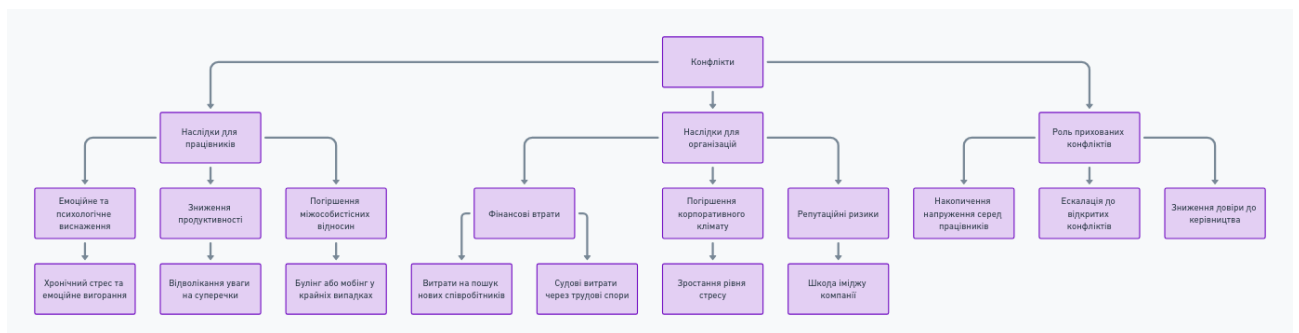 Конфлікти
Наслідки для
працівників
Наслідки для
організацій
Роль прихованих
конфліктів
Емоційне та
психологічне
виснаження
Зниження
продуктивності
Погіршення
міжособистісних
відносин
Фінансові втрати
Погіршення
корпоративного
клімату
Репутаційні ризики
Накопичення
напруження серед
працівників
Ескалація до
відкритих
конфліктів
Зниження довіри до
керівництва
Хронічний стрес та
емоційне вигорання
Відволікання уваги
на суперечки
Булінг або мобінг у
крайніх випадках
Витрати на пошук
нових співробітників
Судові витрати
через трудові спори
Зростання рівня
стресу
Шкода іміджу
компанії